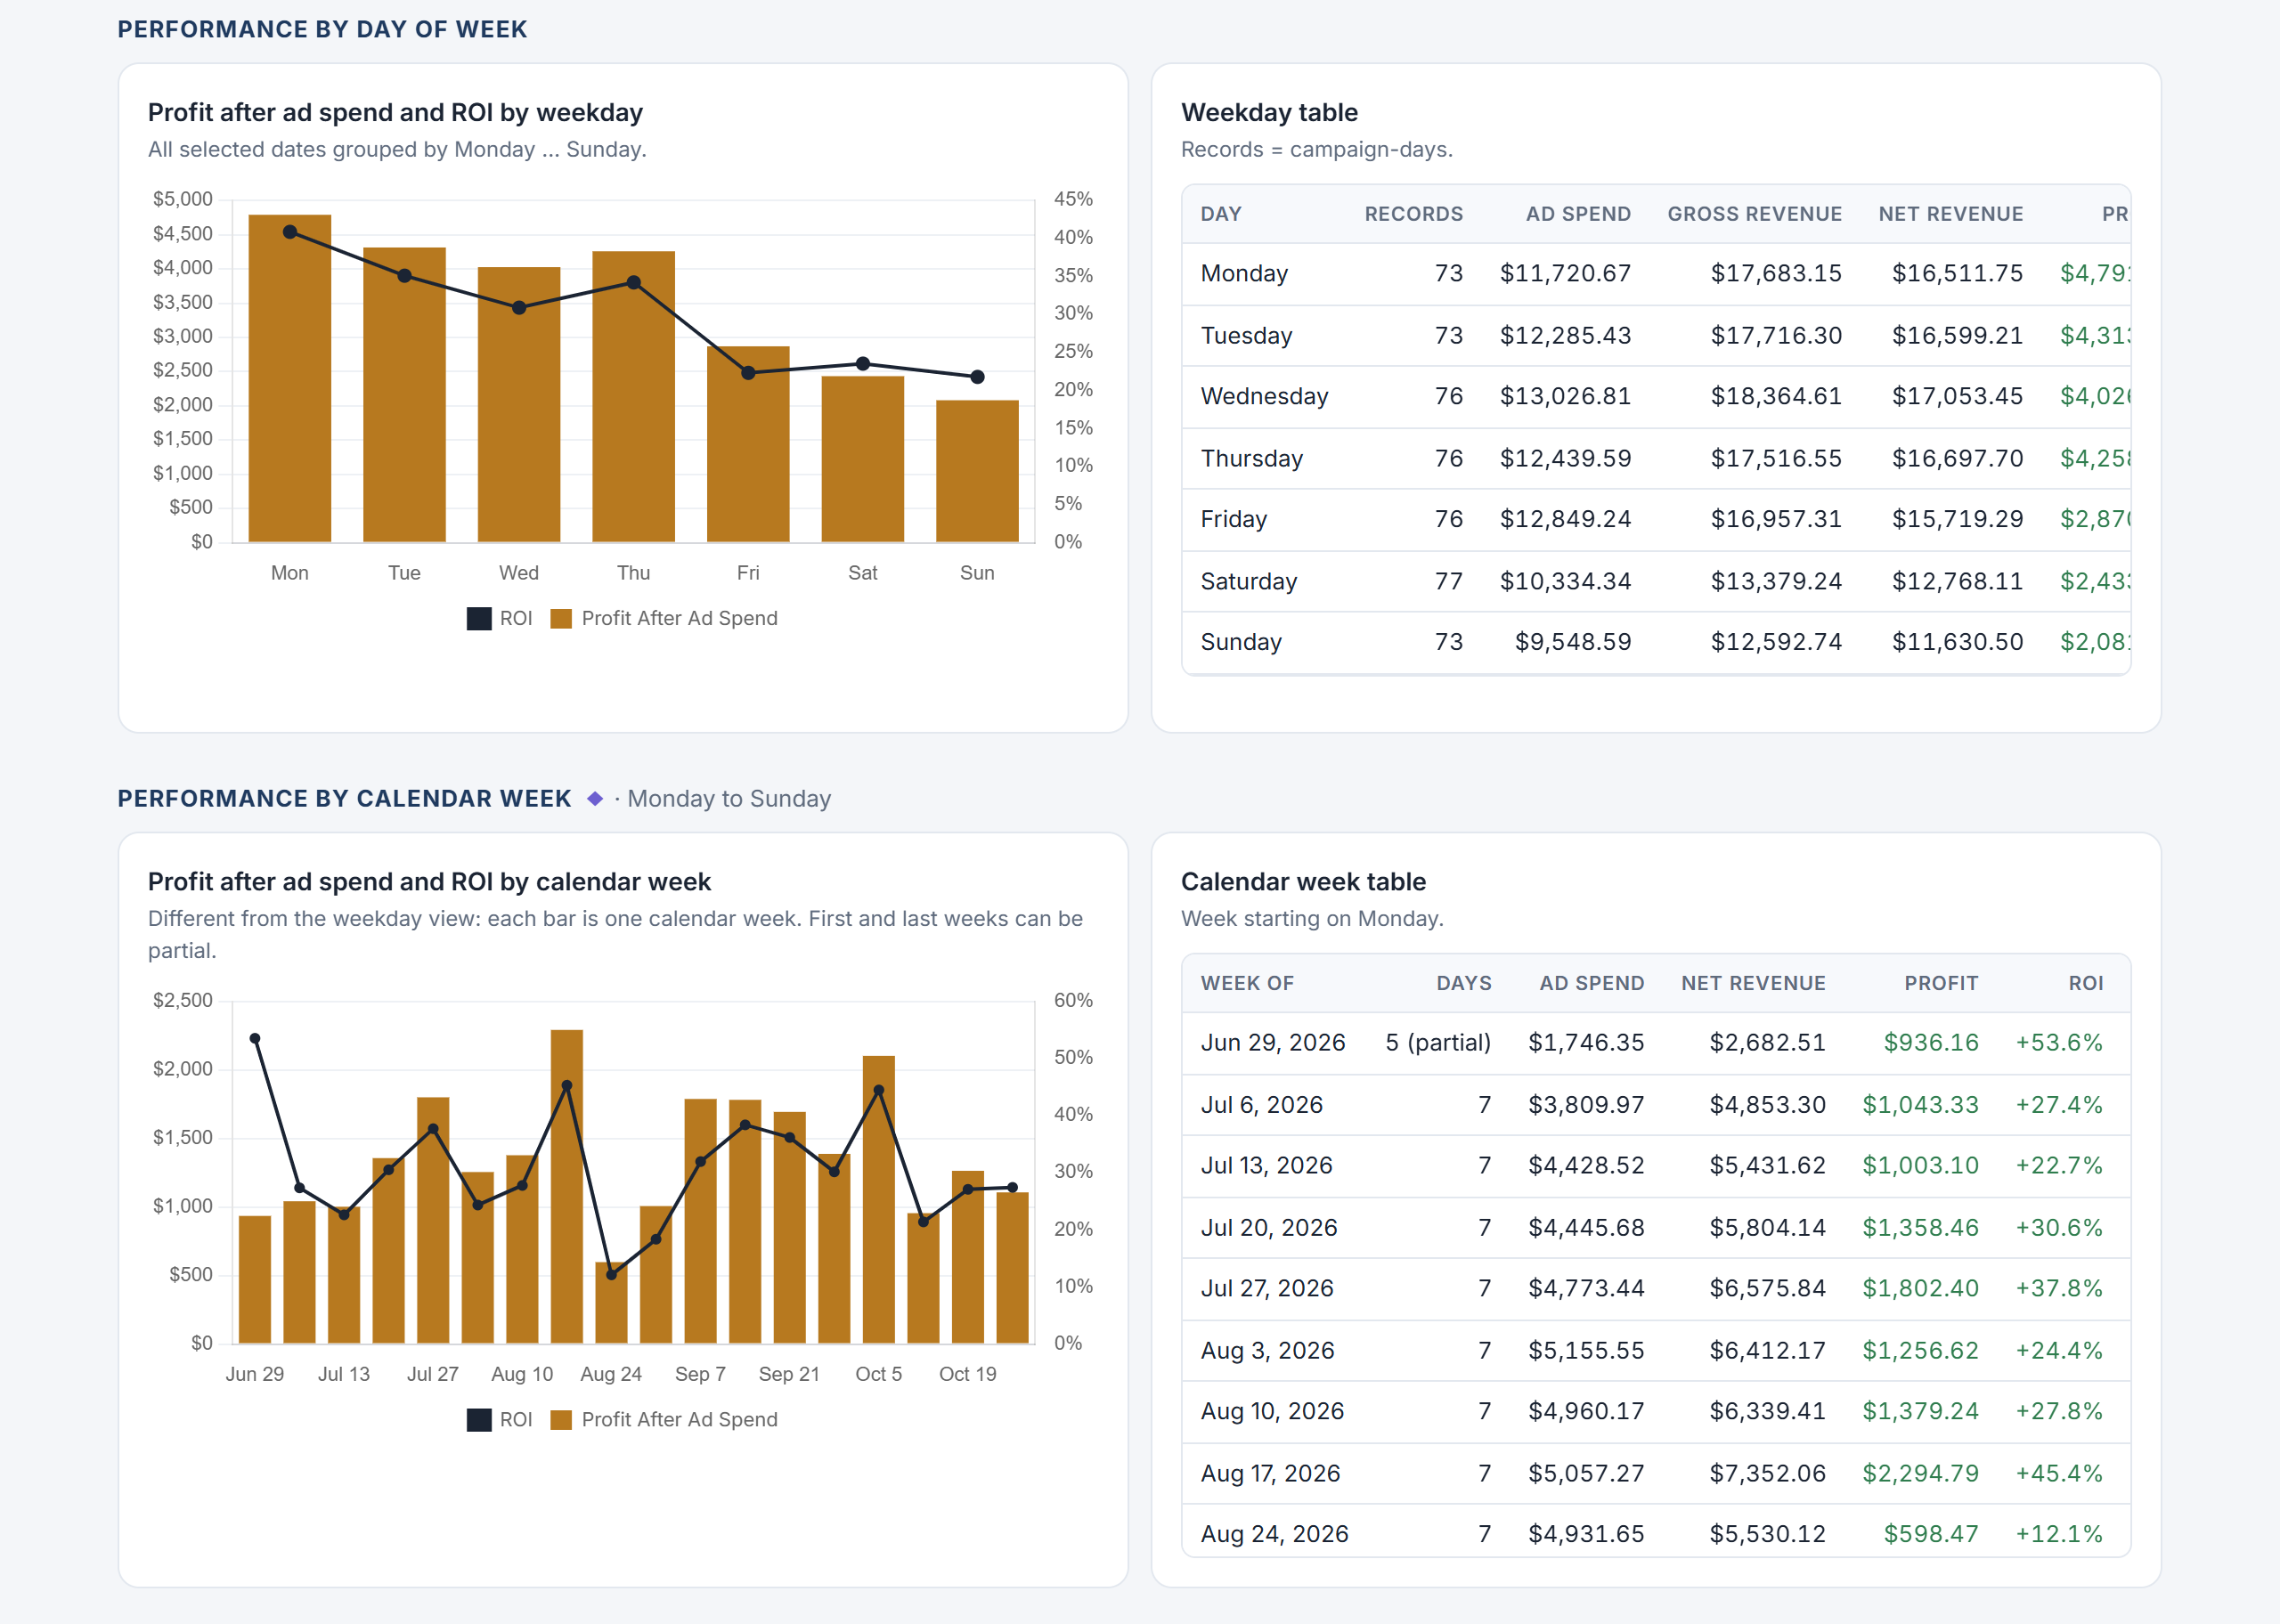 PERFORMANCE BY DAY OF WEEK
Profit after ad spend and ROI by weekday
All selected dates grouped by Monday ... Sunday.
$5,000
$4,500
$4,000
$3,500
$3,000
$2,500
$2,000
$1,500
$1,000
$500
$0
45%
40%
35%
30%
25%
20%
15%
10%
5%
0%
Mon Tue Wed Thu Fri Sat Sun
ROI Profit After Ad Spend
Weekday table
Records = campaign-days.
DAY RECORDS AD SPEND GROSS REVENUE NET REVENUE PR
Monday 73 $11,720.67 $17,683.15 $16,511.75 $4,791
Tuesday 73 $12,285.43 $17,716.30 $16,599.21 $4,313
Wednesday 76 $13,026.81 $18,364.61 $17,053.45 $4,026
Thursday 76 $12,439.59 $17,516.55 $16,697.70 $4,258
Friday 76 $12,849.24 $16,957.31 $15,719.29 $2,870
Saturday 77 $10,334.34 $13,379.24 $12,768.11 $2,433
Sunday 73 $9,548.59 $12,592.74 $11,630.50 $2,081
PERFORMANCE BY CALENDAR WEEK · Monday to Sunday
Profit after ad spend and ROI by calendar week
Different from the weekday view: each bar is one calendar week. First and last weeks can be
partial.
$2,500
$2,000
$1,500
$1,000
$500
$0
60%
50%
40%
30%
20%
10%
0%
Jun 29 Jul 13 Jul 27 Aug 10 Aug 24 Sep 7 Sep 21 Oct 5 Oct 19
ROI Profit After Ad Spend
Calendar week table
Week starting on Monday.
WEEK OF DAYS AD SPEND NET REVENUE PROFIT ROI
Jun 29, 2026 5 (partial) $1,746.35 $2,682.51 $936.16 +53.6%
Jul 6, 2026 7 $3,809.97 $4,853.30 $1,043.33 +27.4%
Jul 13, 2026 7 $4,428.52 $5,431.62 $1,003.10 +22.7%
Jul 20, 2026 7 $4,445.68 $5,804.14 $1,358.46 +30.6%
Jul 27, 2026 7 $4,773.44 $6,575.84 $1,802.40 +37.8%
Aug 3, 2026 7 $5,155.55 $6,412.17 $1,256.62 +24.4%
Aug 10, 2026 7 $4,960.17 $6,339.41 $1,379.24 +27.8%
Aug 17, 2026 7 $5,057.27 $7,352.06 $2,294.79 +45.4%
Aug 24, 2026 7 $4,931.65 $5,530.12 $598.47 +12.1%